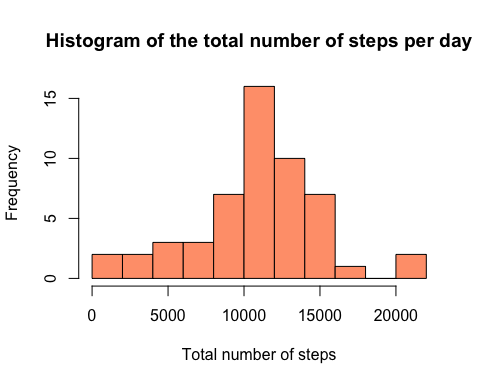 Histogram of the total number of steps per day
Frequency
15
10
5
0
0 5000 10000 15000 20000
Total number of steps